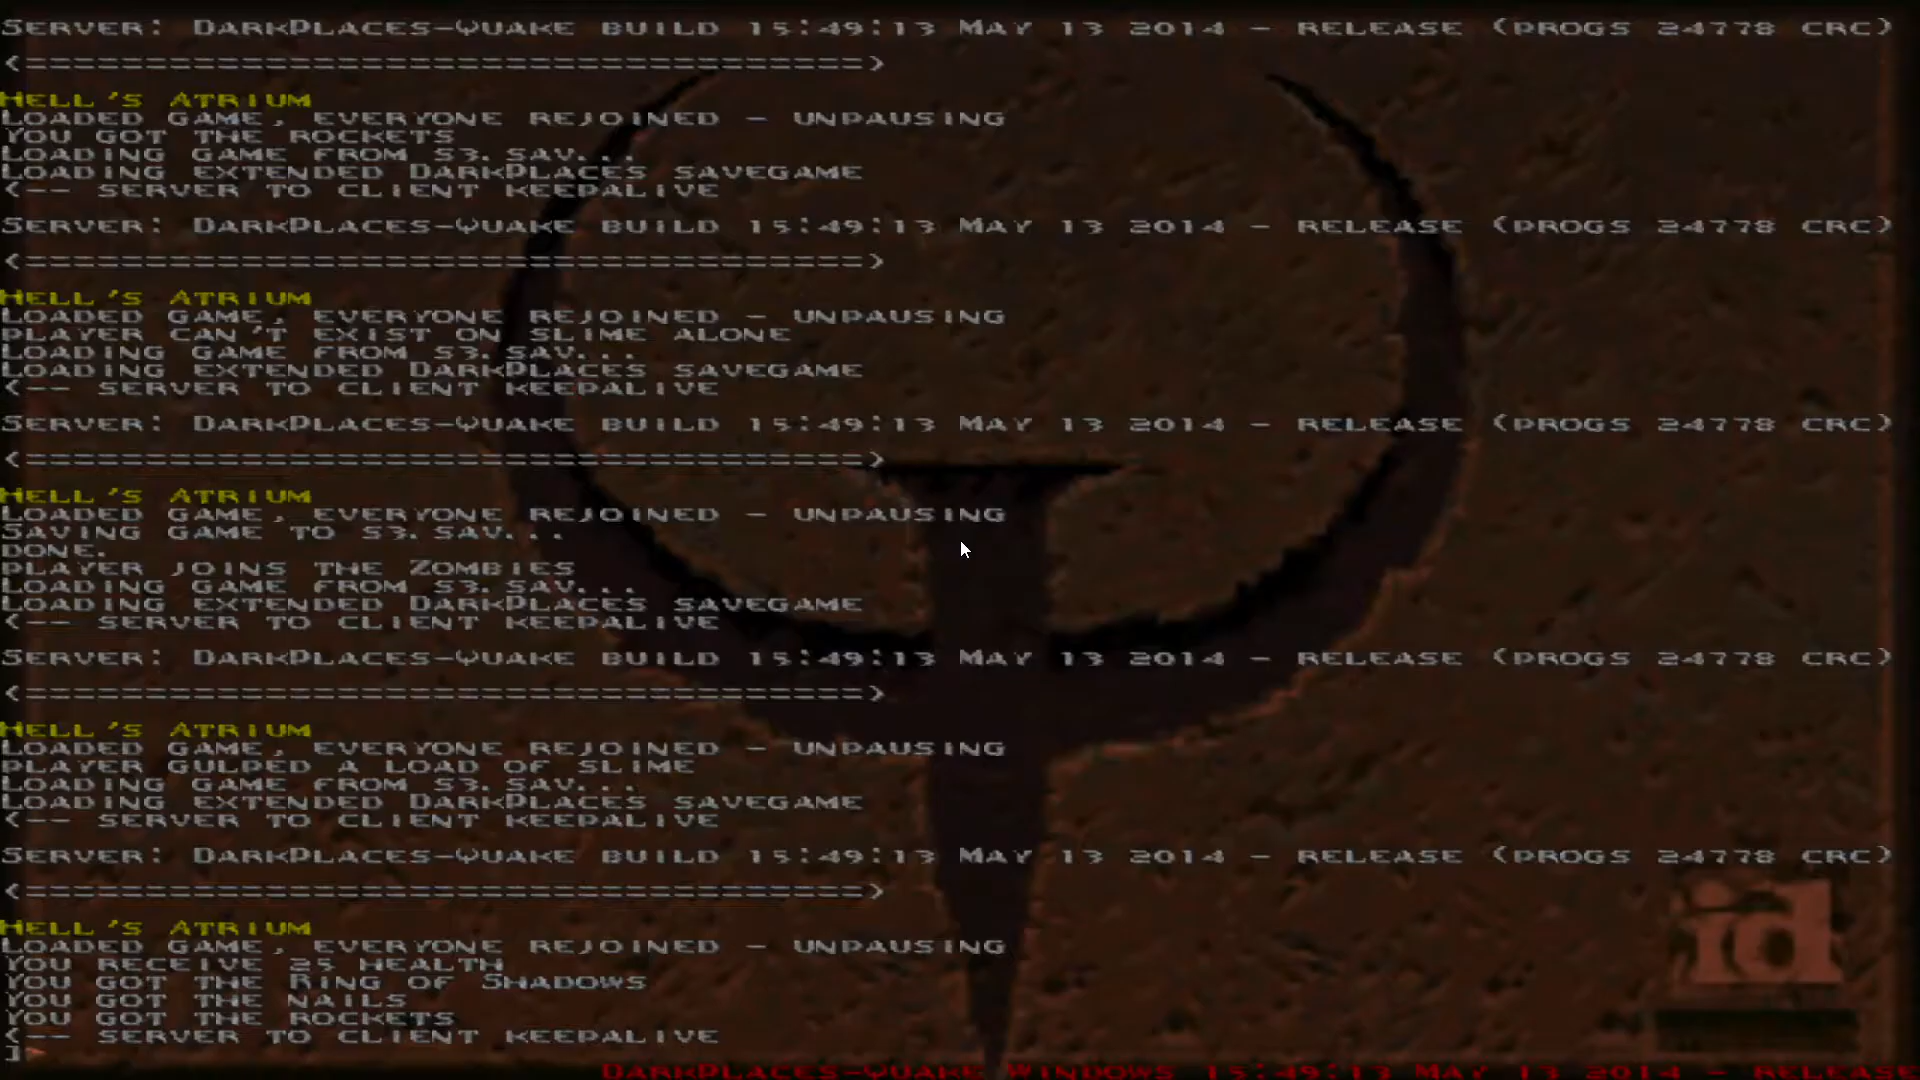 Server: DarkPlaces-Quake build 15:49:13 May 13 2014 - release (progs 24778 crc)
<===================================>
Hell's Atrium
Loaded game, everyone rejoined - unpausing
You got the rockets
Loading game from s3.sav...
Loading extended DarkPlaces savegame
<-- server to client keepalive
Server: DarkPlaces-Quake build 15:49:13 May 13 2014 - release (progs 24778 crc)
<===================================>
Hell's Atrium
Loaded game, everyone rejoined - unpausing
player can't exist on slime alone
Loading game from s3.sav...
Loading extended DarkPlaces savegame
<-- server to client keepalive
Server: DarkPlaces-Quake build 15:49:13 May 13 2014 - release (progs 24778 crc)
<===================================>
Hell's Atrium
Loaded game, everyone rejoined - unpausing
Saving game to s3.sav...
done.
player joins the Zombies
Loading game from s3.sav...
Loading extended DarkPlaces savegame
<-- server to client keepalive
Server: DarkPlaces-Quake build 15:49:13 May 13 2014 - release (progs 24778 crc)
<===================================>
Hell's Atrium
Loaded game, everyone rejoined - unpausing
player gulped a load of slime
Loading game from s3.sav...
Loading extended DarkPlaces savegame
<-- server to client keepalive
Server: DarkPlaces-Quake build 15:49:13 May 13 2014 - release (progs 24778 crc)
<===================================>
Hell's Atrium
Loaded game, everyone rejoined - unpausing
You receive 25 health
You got the Ring of Shadows
You got the nails
You got the rockets
<-- server to client keepalive
]
id
DarkPlaces-Quake Windows 15:49:13 May 13 2014 - release